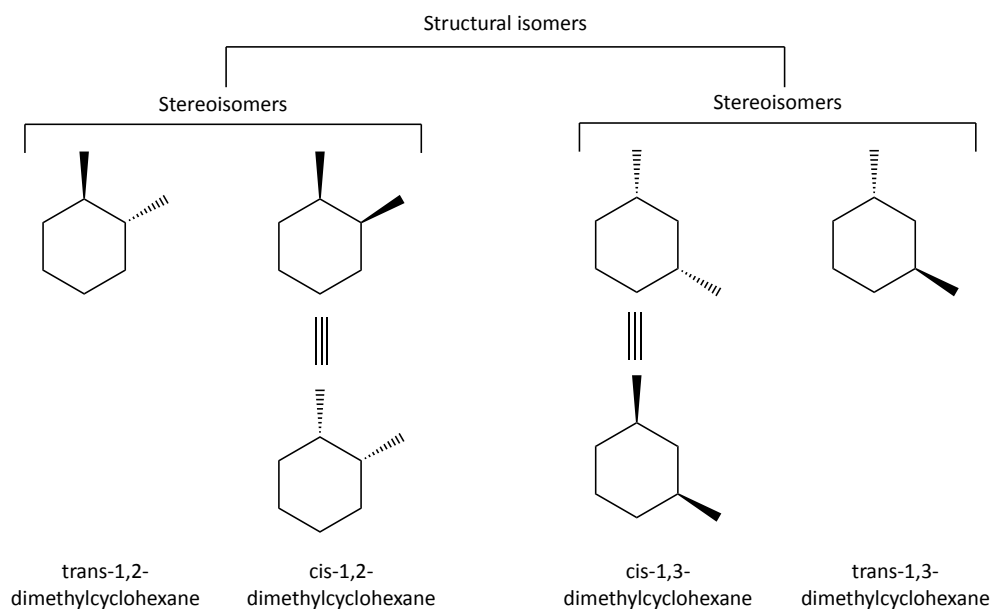 Structural isomers
Stereoisomers
Stereoisomers
trans-1,2-
dimethylcyclohexane
cis-1,2-
dimethylcyclohexane
cis-1,3-
dimethylcyclohexane
trans-1,3-
dimethylcyclohexane